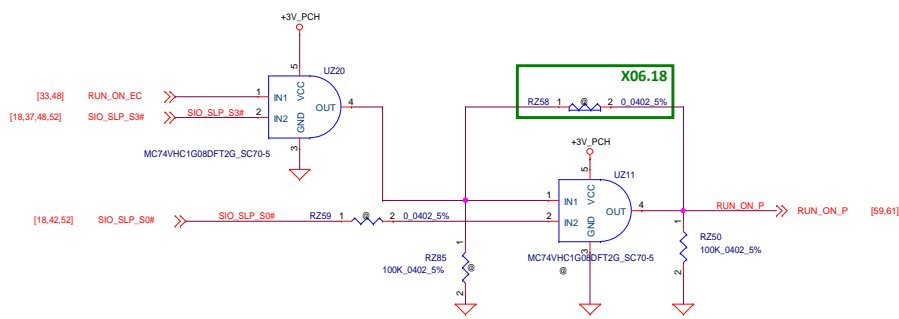 +3V_PCH
X06.18
UZ20
5
[33,48] RUN_ON_EC 1 IN1 VCC
OUT 4
RZ58 1 @ 2 0_0402_5%
[18,37,48,52] SIO_SLP_S3# SIO_SLP_S3# 2 IN2 GND
3
MC74VHC1G08DFT2G_SC70-5
+3V_PCH
5
UZ11
1 IN1 VCC
OUT 4
RUN_ON_P RUN_ON_P [59,61]
[18,42,52] SIO_SLP_S0# SIO_SLP_S0# RZ59 1 @ 2 0_0402_5% 2 IN2 GND
3
1
RZ85
100K_0402_5%
@
2
MC74VHC1G08DFT2G_SC70-5
@
1
RZ50
100K_0402_5%
2